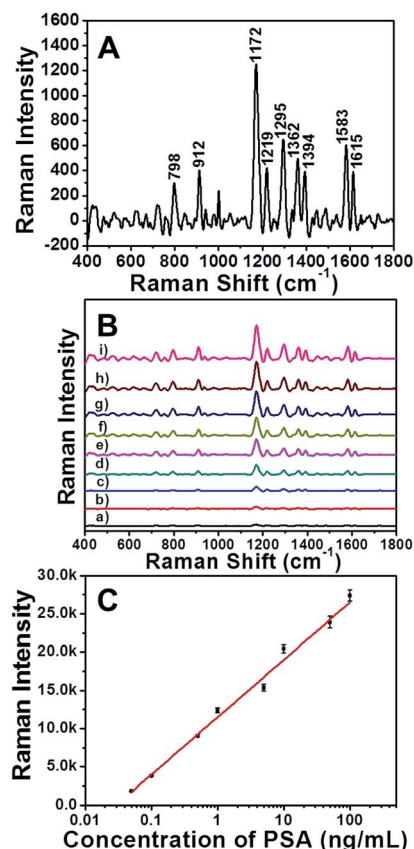 A
1600
1400
1200
1000
800
600
400
200
0
-200
Raman Intensity
798
912
1172
1219
1295
1362
1394
1583
1615
400 600 800 1000 1200 1400 1600 1800
Raman Shift (cm⁻¹)
B
Raman Intensity
i)
h)
g)
f)
e)
d)
c)
b)
a)
400 600 800 1000 1200 1400 1600 1800
Raman Shift (cm⁻¹)
C
30.0k
25.0k
20.0k
15.0k
10.0k
5.0k
0.0
Raman Intensity
0.01 0.1 1 10 100
Concentration of PSA (ng/mL)